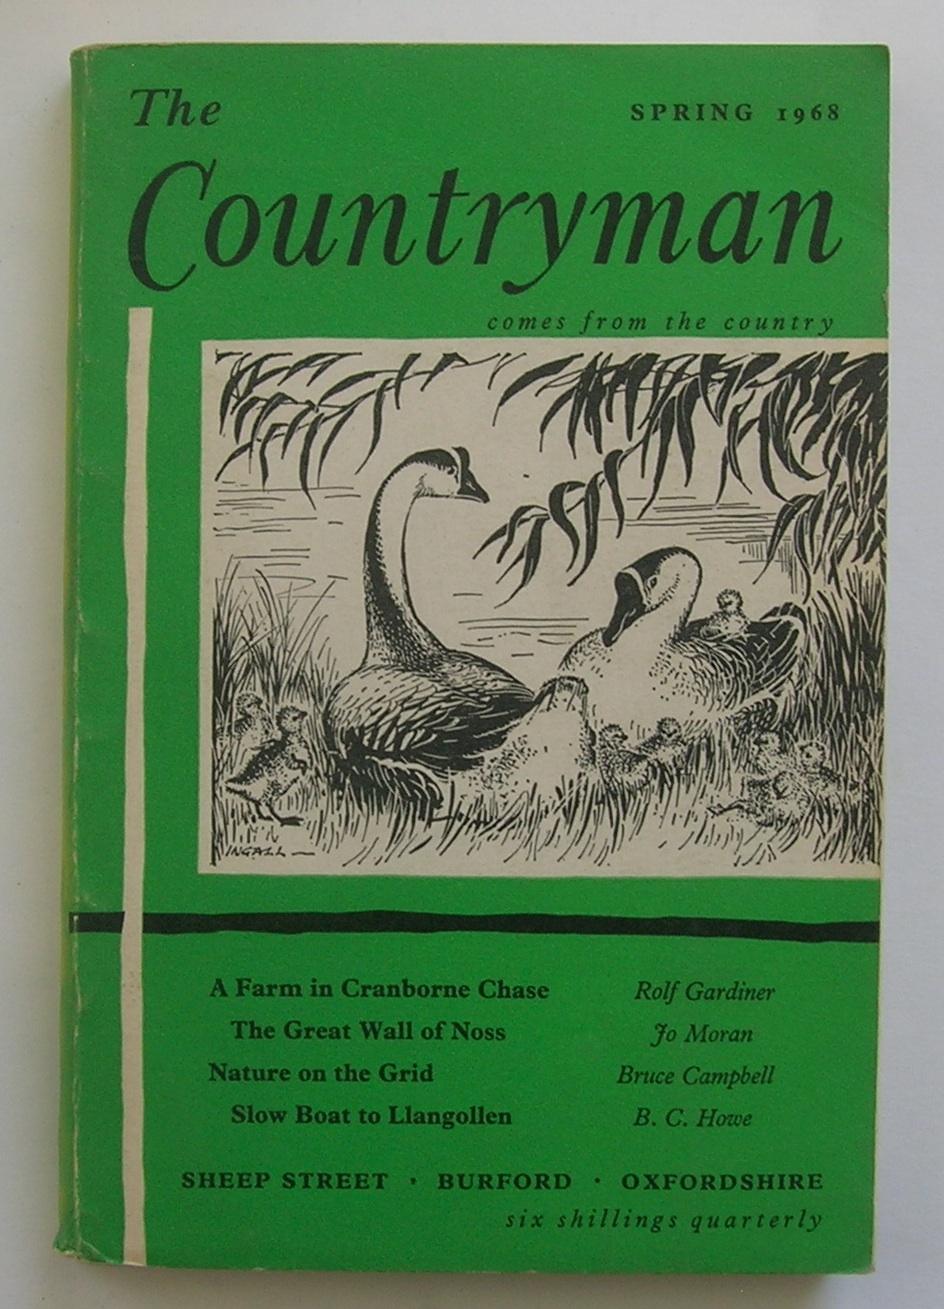 The
SPRING 1968
Countryman
comes from the country
INGALL
A Farm in Cranborne Chase Rolf Gardiner
The Great Wall of Noss Jo Moran
Nature on the Grid Bruce Campbell
Slow Boat to Llangollen B. C. Howe
SHEEP STREET · BURFORD · OXFORDSHIRE
six shillings quarterly